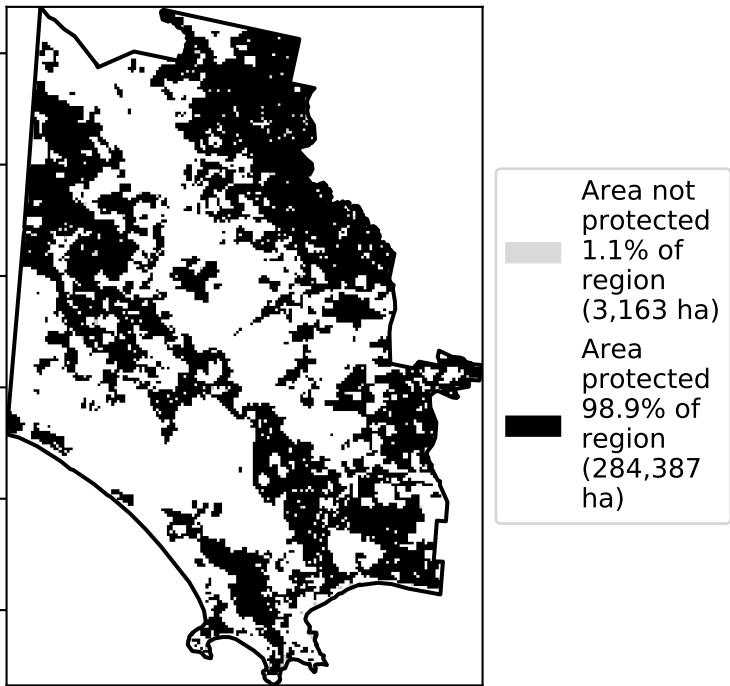 Area not
protected
1.1% of
region
(3,163 ha)
Area
protected
98.9% of
region
(284,387
ha)